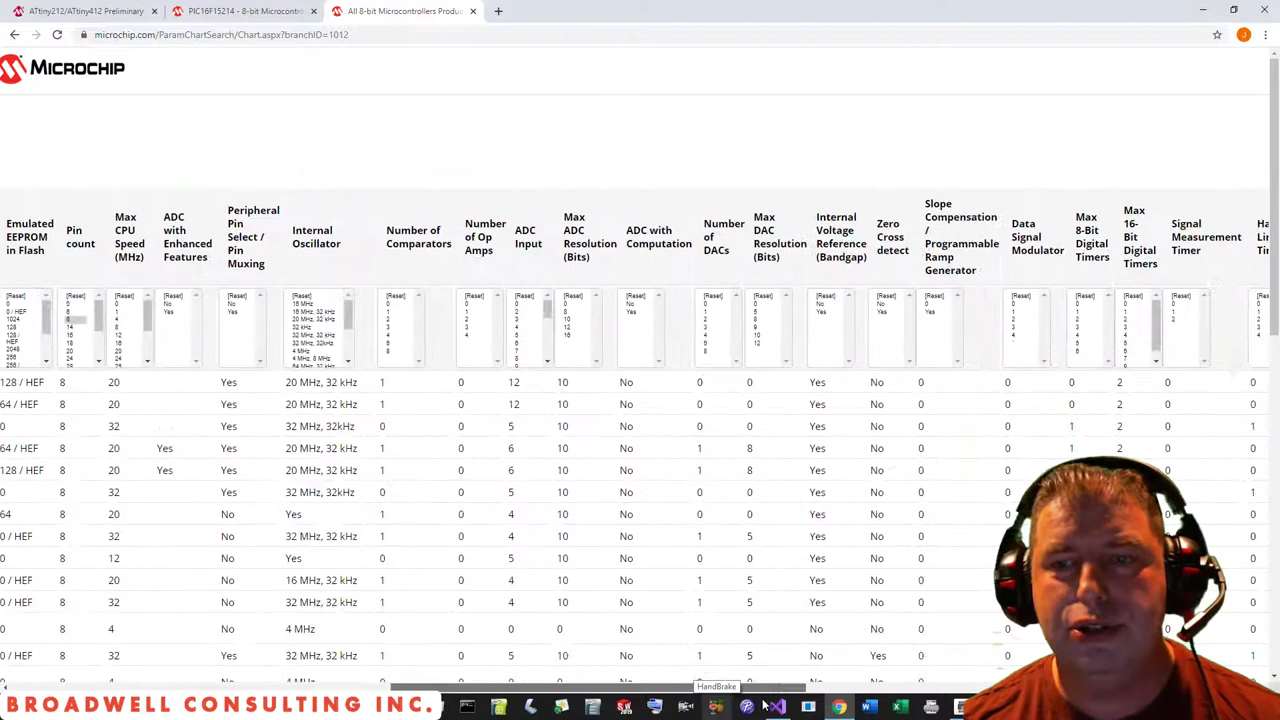 ATtiny212/ATtiny412 Preliminary × PIC16F15214 - 8-bit Microcontro × All 8-bit Microcontrollers Produc × +
microchip.com/ParamChartSearch/Chart.aspx?branchID=1012
MICROCHIP
Emulated EEPROM in Flash
Pin count
Max CPU Speed (MHz)
ADC with Enhanced Features
Peripheral Pin Select / Pin Muxing
Internal Oscillator
Number of Comparators
Number of Op Amps
ADC Input
Max ADC Resolution (Bits)
ADC with Computation
Number of DACs
Max DAC Resolution (Bits)
Internal Voltage Reference (Bandgap)
Zero Cross detect
Slope Compensation / Programmable Ramp Generator
Data Signal Modulator
Max 8-Bit Digital Timers
Max 16-Bit Digital Timers
Signal Measurement Timer
128 / HEF 8 20 Yes 20 MHz, 32 kHz 1 0 12 10 No 0 0 Yes No 0 0 0 2 0 0
64 / HEF 8 20 Yes 20 MHz, 32 kHz 1 0 12 10 No 0 0 Yes No 0 0 0 2 0 0
0 8 32 Yes 32 MHz, 32kHz 0 0 5 10 No 0 0 Yes No 0 0 1 2 0 1
64 / HEF 8 20 Yes Yes 20 MHz, 32 kHz 1 0 6 10 No 1 8 Yes No 0 0 1 2 0 0
128 / HEF 8 20 Yes Yes 20 MHz, 32 kHz 1 0 6 10 No 1 8 Yes No 0 0 0
0 8 32 Yes 32 MHz, 32kHz 0 0 5 10 No 0 0 Yes No 0 0 1
64 8 20 No Yes 1 0 4 10 No 0 0 Yes No 0 0 0
0 / HEF 8 32 No 32 MHz, 32 kHz 1 0 4 10 No 1 5 Yes No 0 0 0
0 8 12 No Yes 0 0 5 10 No 0 0 Yes No 0 0 0
0 / HEF 8 20 No 16 MHz, 32 kHz 1 0 4 10 No 1 5 Yes No 0 0
0 / HEF 8 32 No 32 MHz, 32 kHz 1 0 4 10 No 1 5 Yes No 0 0 0
0 8 4 No 4 MHz 0 0 0 0 No 0 0 No No 0 0 0
0 / HEF 8 32 Yes 32 MHz, 32 kHz 1 0 5 10 No 1 5 No Yes 0 0 1
HandBrake
BROADWELL CONSULTING INC.